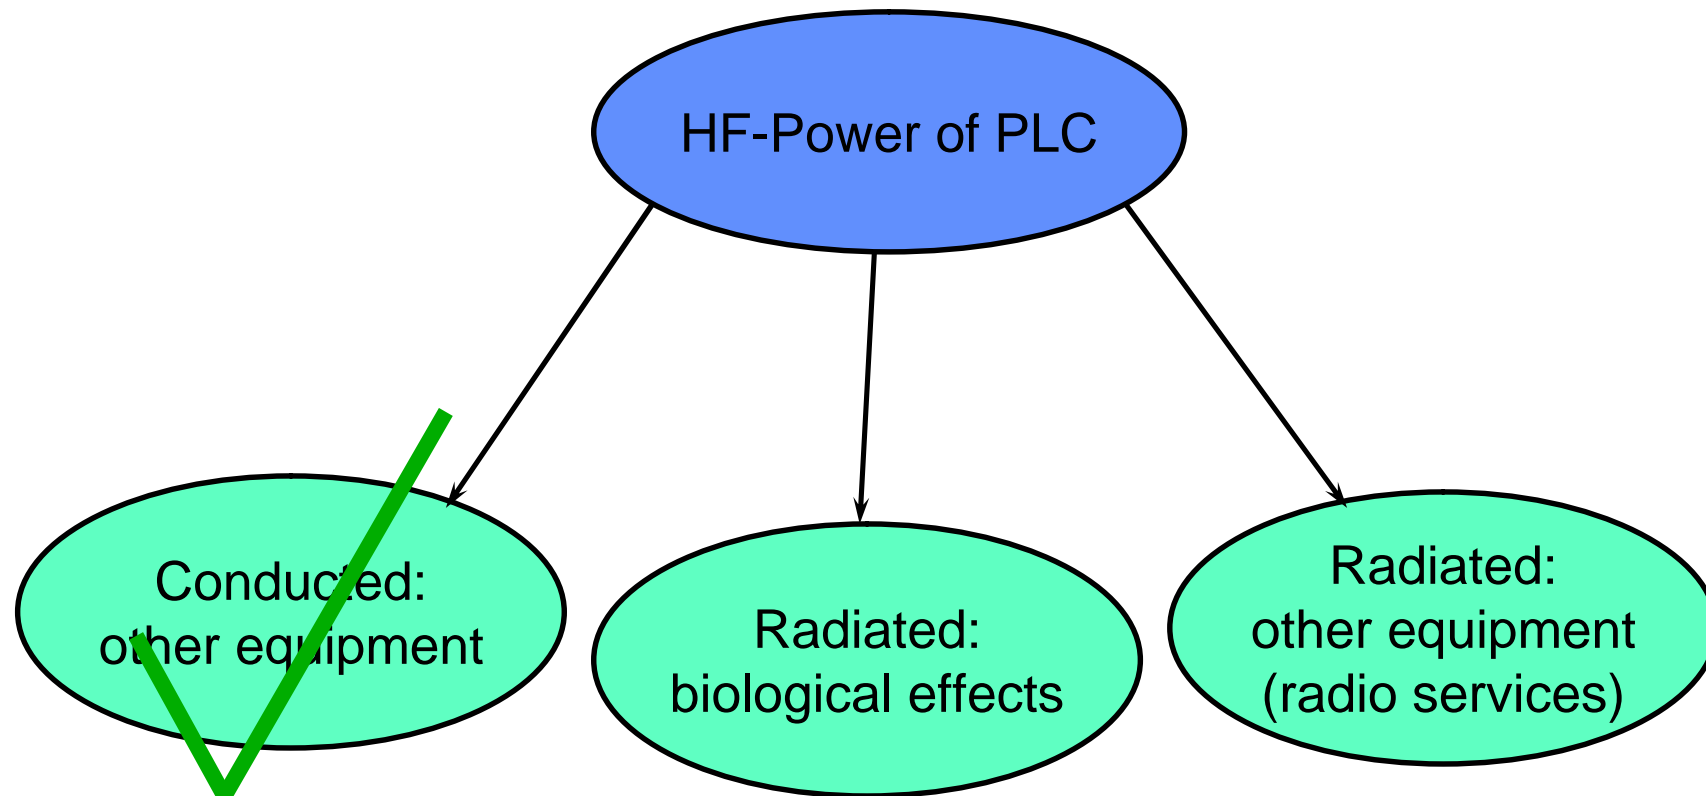 HF-Power of PLC
Conducted:
other equipment
Radiated:
biological effects
Radiated:
other equipment
(radio services)